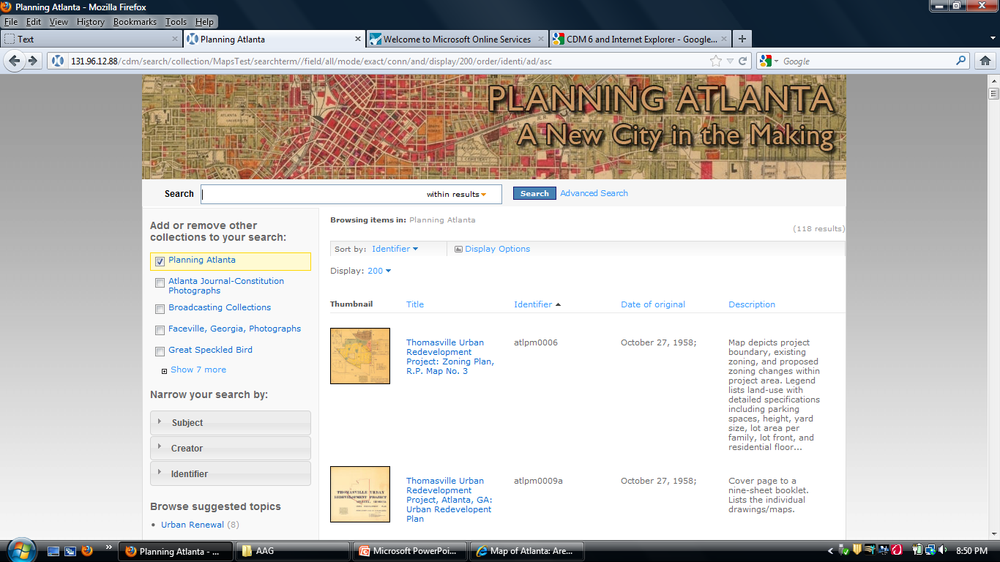 Planning Atlanta - Mozilla Firefox
File Edit View History Bookmarks Tools Help
Text
Planning Atlanta
Welcome to Microsoft Online Services
CDM 6 and Internet Explorer - Google...
131.96.12.88/cdm/search/collection/MapsTest/searchterm//field/all/mode/exact/conn/and/display/200/order/identi/ad/asc
Google
PLANNING ATLANTA
A New City in the Making
Search
within results
Search
Advanced Search
Add or remove other
collections to your search:
Planning Atlanta
Atlanta Journal-Constitution
Photographs
Broadcasting Collections
Faceville, Georgia, Photographs
Great Speckled Bird
Show 7 more
Narrow your search by:
Subject
Creator
Identifier
Browse suggested topics
Urban Renewal (8)
Browsing items in: Planning Atlanta
(118 results)
Sort by: Identifier
Display Options
Display: 200
Thumbnail Title Identifier Date of original Description
Thomasville Urban
Redevelopment
Project: Zoning Plan,
R.P. Map No. 3
atlpm0006
October 27, 1958;
Map depicts project
boundary, existing
zoning, and proposed
zoning changes within
project area. Legend
lists land-use with
detailed specifications
including parking
spaces, height, yard
size, lot area per
family, lot front, and
residential floor...
THOMASVILLE URBAN
REDEVELOPMENT PROJECT
Thomasville Urban
Redevelopment
Project, Atlanta, GA:
Urban Redevelopent
Plan
atlpm0009a
October 27, 1958;
Cover page to a
nine-sheet booklet.
Lists the individual
drawings/maps.
Planning Atlanta - ...
AAG
Microsoft PowerPoi...
Map of Atlanta: Are...
8:50 PM